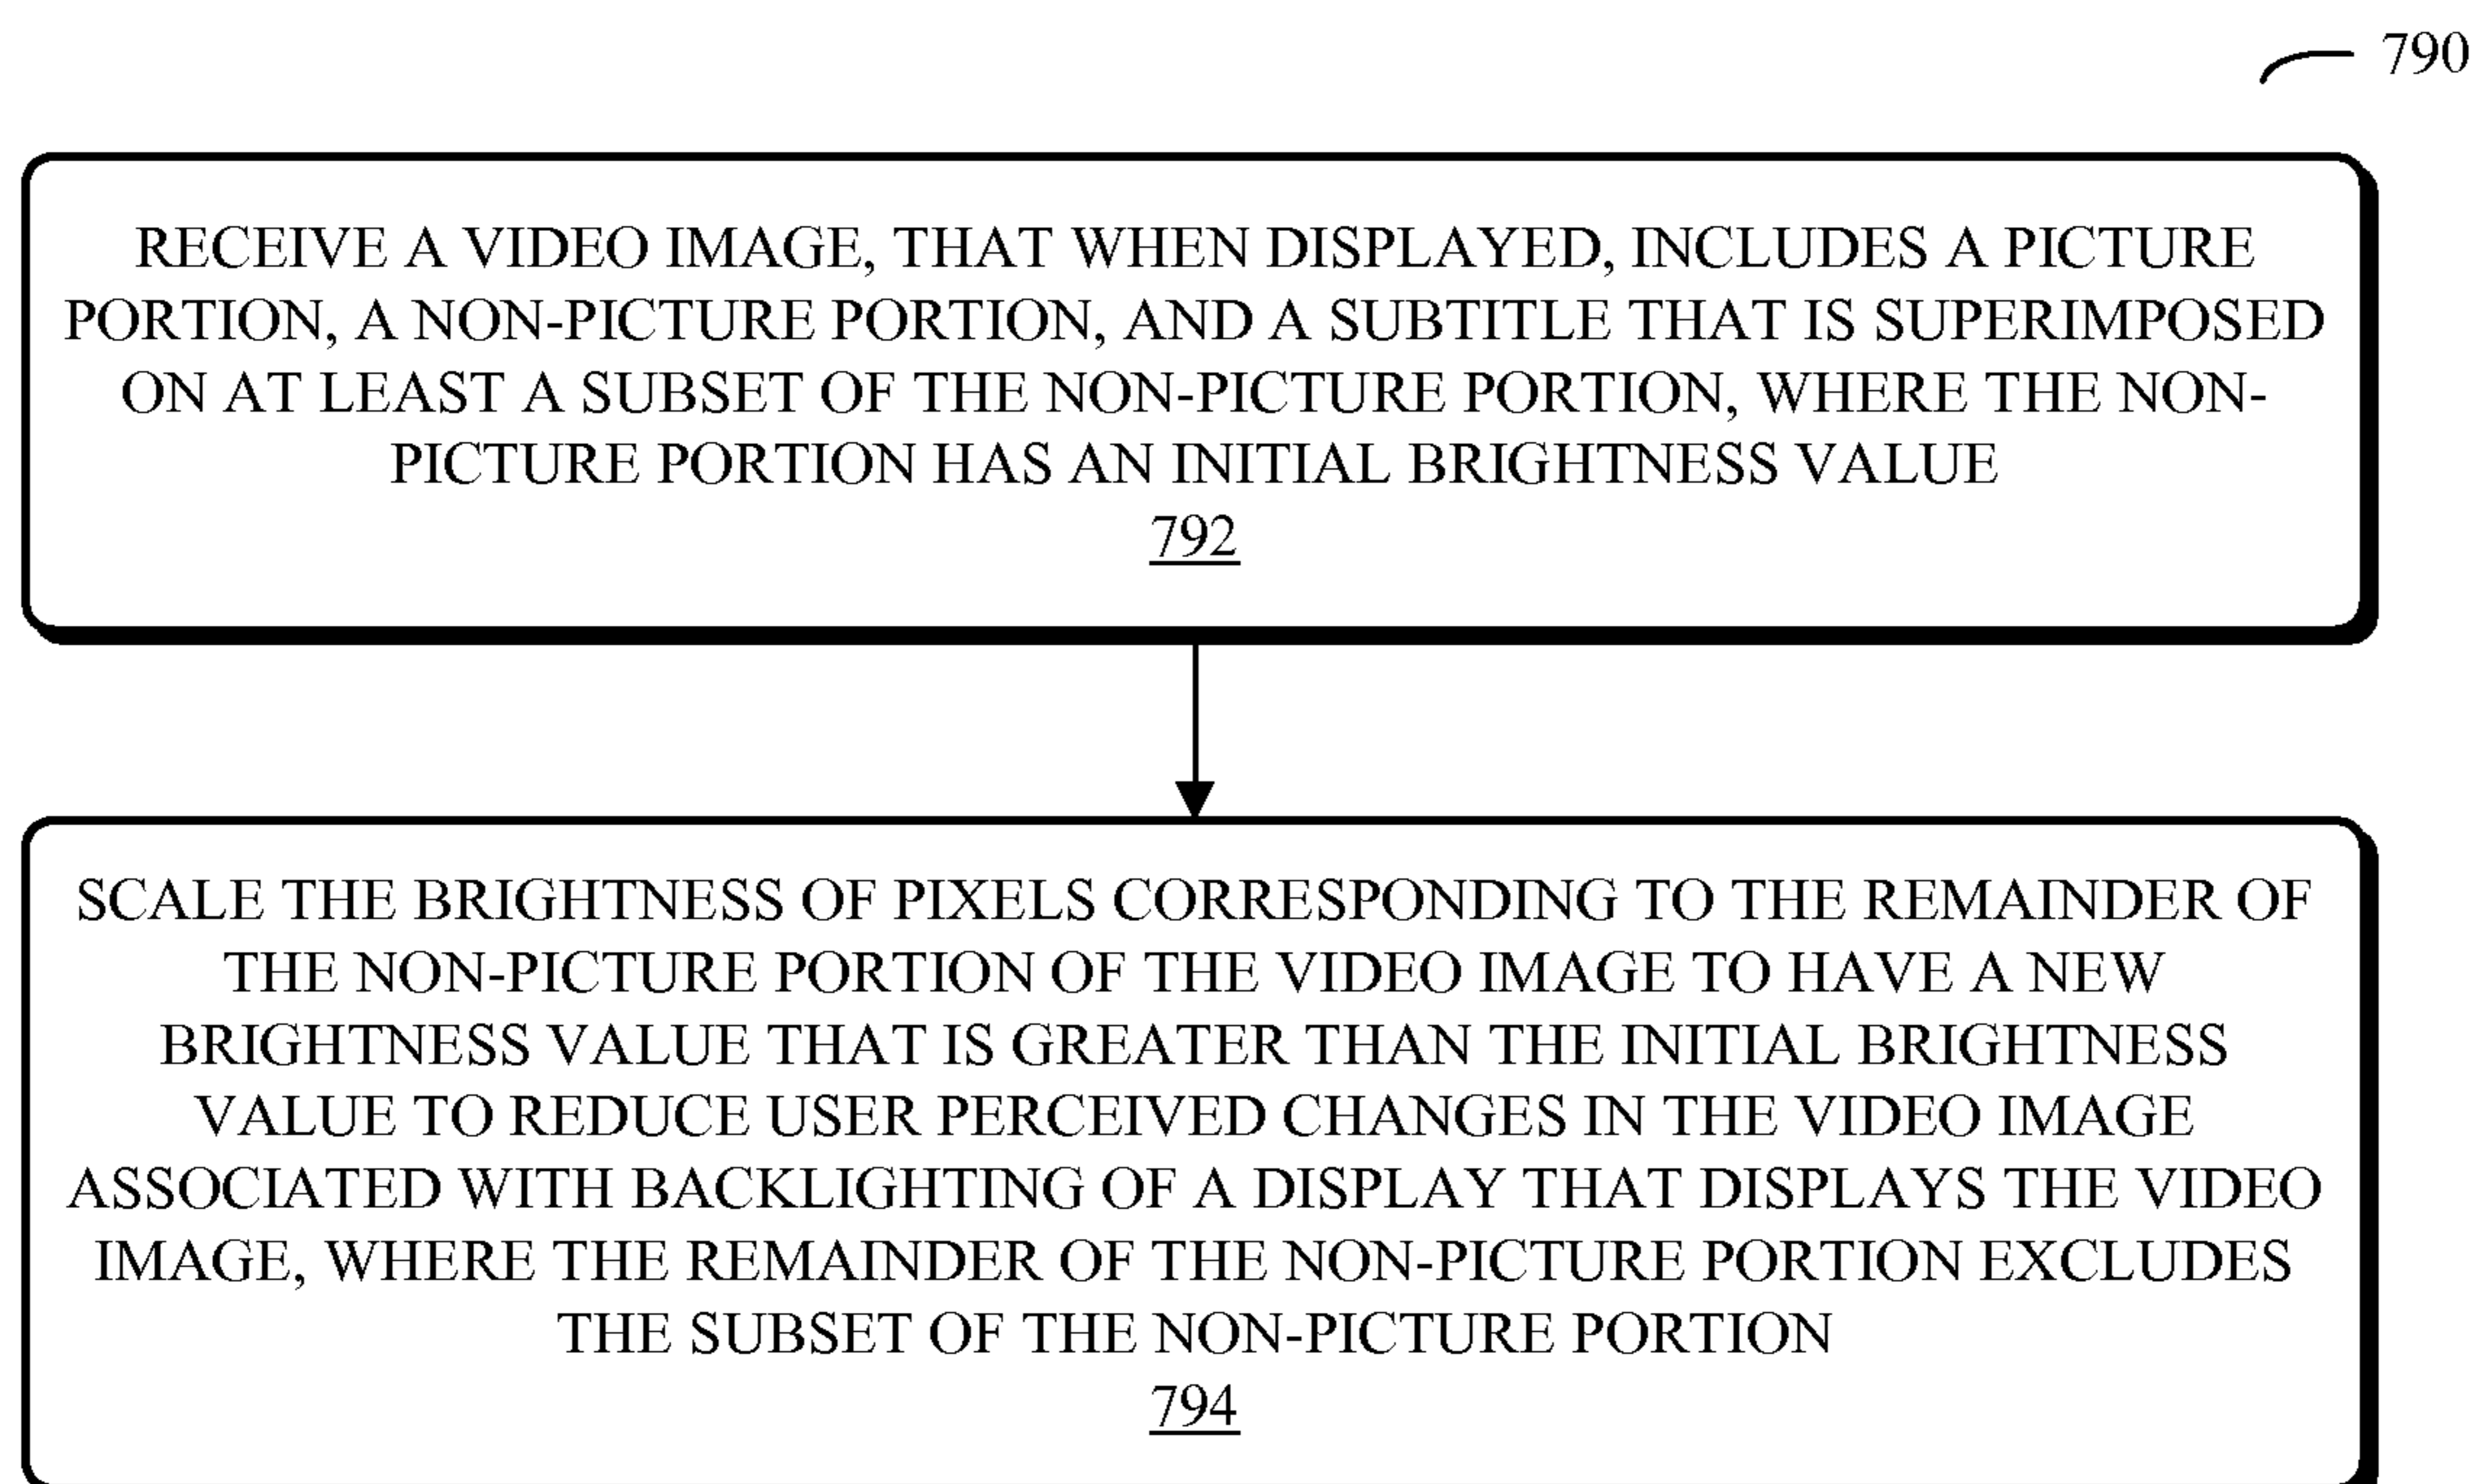 790
RECEIVE A VIDEO IMAGE, THAT WHEN DISPLAYED, INCLUDES A PICTURE
PORTION, A NON-PICTURE PORTION, AND A SUBTITLE THAT IS SUPERIMPOSED
ON AT LEAST A SUBSET OF THE NON-PICTURE PORTION, WHERE THE NON-
PICTURE PORTION HAS AN INITIAL BRIGHTNESS VALUE
792
SCALE THE BRIGHTNESS OF PIXELS CORRESPONDING TO THE REMAINDER OF
THE NON-PICTURE PORTION OF THE VIDEO IMAGE TO HAVE A NEW
BRIGHTNESS VALUE THAT IS GREATER THAN THE INITIAL BRIGHTNESS
VALUE TO REDUCE USER PERCEIVED CHANGES IN THE VIDEO IMAGE
ASSOCIATED WITH BACKLIGHTING OF A DISPLAY THAT DISPLAYS THE VIDEO
IMAGE, WHERE THE REMAINDER OF THE NON-PICTURE PORTION EXCLUDES
THE SUBSET OF THE NON-PICTURE PORTION
794